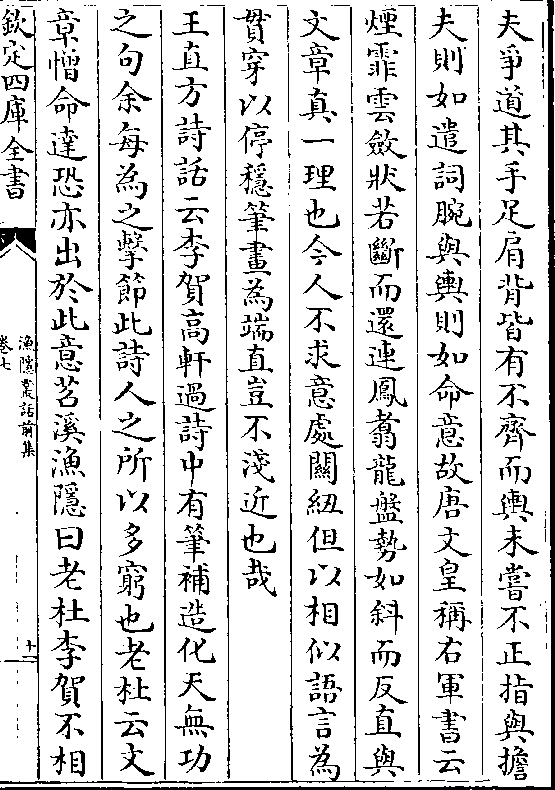 夫爭道其手足肩背皆有不齊而輿未嘗不正指與擔
夫則如遣詞腕與輿則如命意故唐文皇稱右軍書云
煙霏雲斂狀若斷而還連鳳翥龍盤勢如斜而反直與
文章真一理也今人不求意處關紐但以相似語言為
貫穿以停穩筆畫為端直豈不淺近也哉
王直方詩話云李賀高軒過詩中有筆補造化天無功
之句余每為之擊節此詩人之所以多窮也老杜云文
章憎命達恐亦出於此意苕溪漁隱曰老杜李賀不相
欽定四庫全書
漁隱叢話前集
卷七
十一